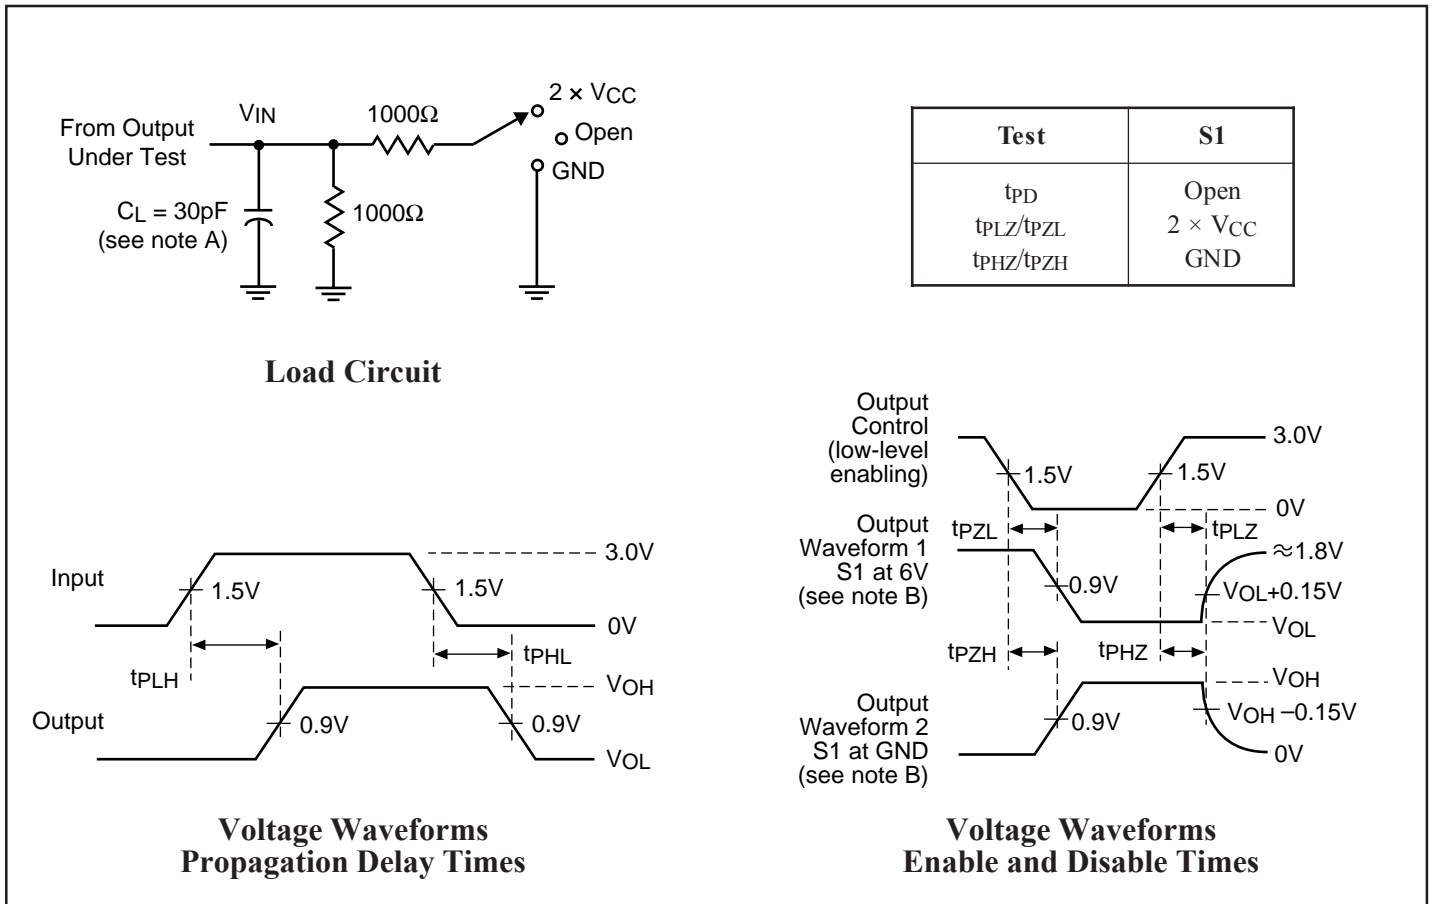 2 × VCC
VIN
1000Ω
From Output
Under Test
Open
GND
CL = 30pF
(see note A)
1000Ω
Load Circuit
Test S1
tPD Open
tPLZ/tPZL 2 × VCC
tPHZ/tPZH GND
Input
1.5V
1.5V
3.0V
0V
tPLH
tPHL
Output
0.9V
0.9V
VOH
VOL
Voltage Waveforms
Propagation Delay Times
Output
Control
(low-level
enabling)
1.5V
1.5V
3.0V
0V
Output
Waveform 1
S1 at 6V
(see note B)
tPZL
tPLZ
0.9V
≈1.8V
VOL+0.15V
VOL
tPZH
tPHZ
Output
Waveform 2
S1 at GND
(see note B)
0.9V
VOH
VOH –0.15V
0V
Voltage Waveforms
Enable and Disable Times